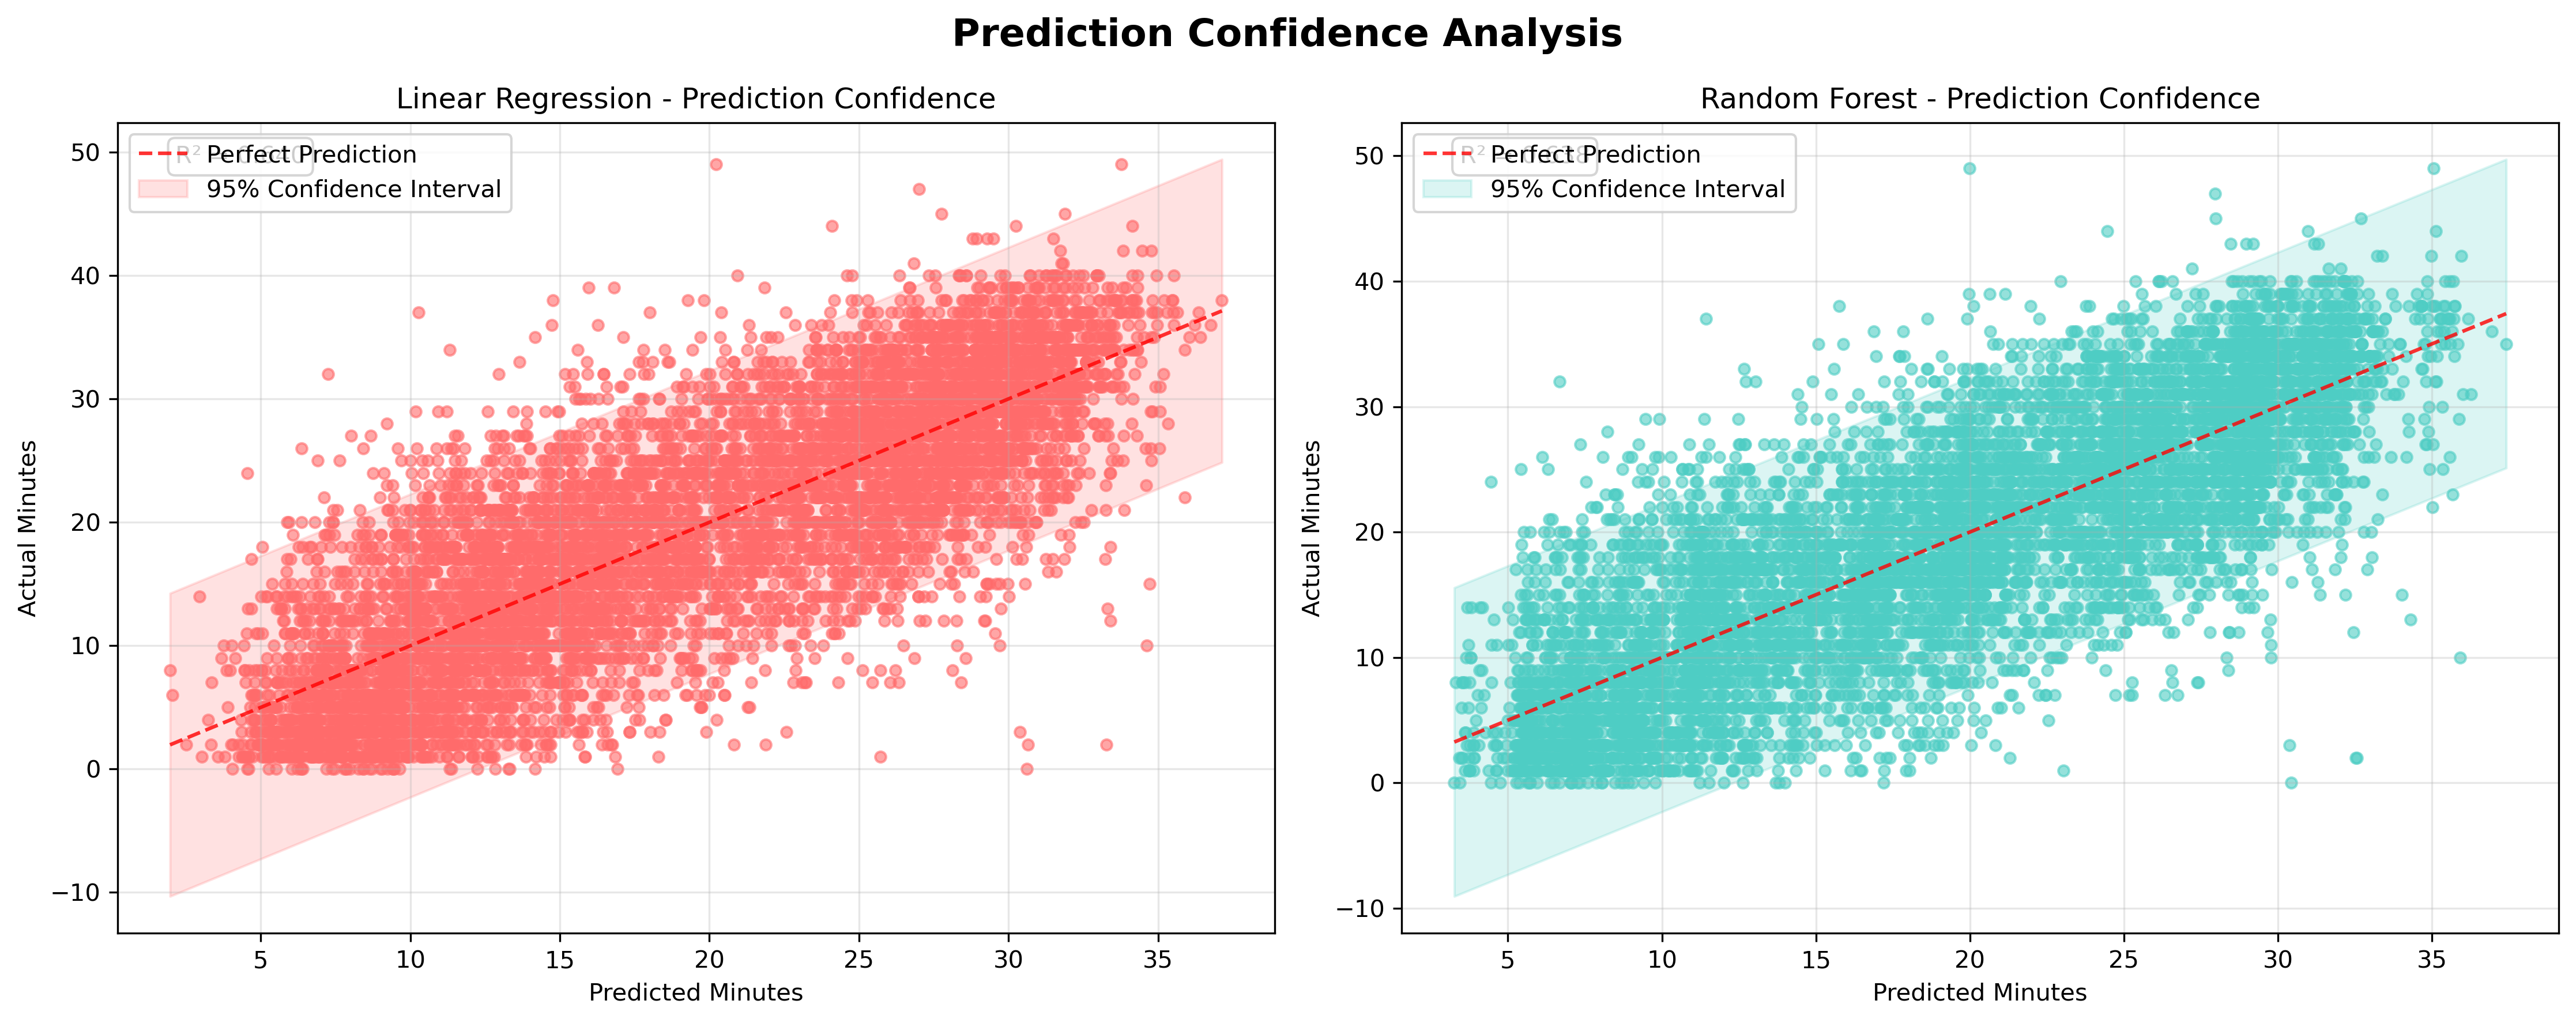 Prediction Confidence Analysis
Linear Regression - Prediction Confidence
R²
Perfect Prediction
95% Confidence Interval
50
40
30
20
10
0
−10
Actual Minutes
5
10
15
20
25
30
35
Predicted Minutes
Random Forest - Prediction Confidence
R²
Perfect Prediction
95% Confidence Interval
50
40
30
20
10
0
−10
Actual Minutes
5
10
15
20
25
30
35
Predicted Minutes